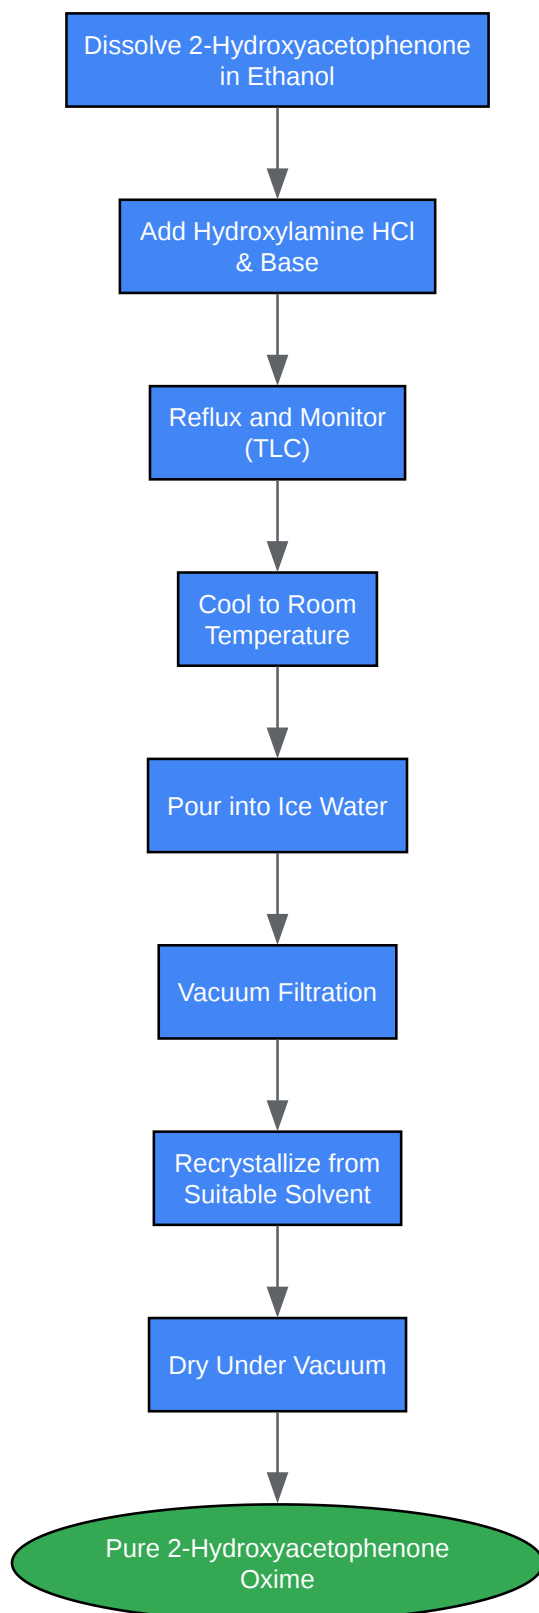 Dissolve 2-Hydroxyacetophenone
in Ethanol
Add Hydroxylamine HCl
& Base
Reflux and Monitor
(TLC)
Cool to Room
Temperature
Pour into Ice Water
Vacuum Filtration
Recrystallize from
Suitable Solvent
Dry Under Vacuum
Pure 2-Hydroxyacetophenone
Oxime